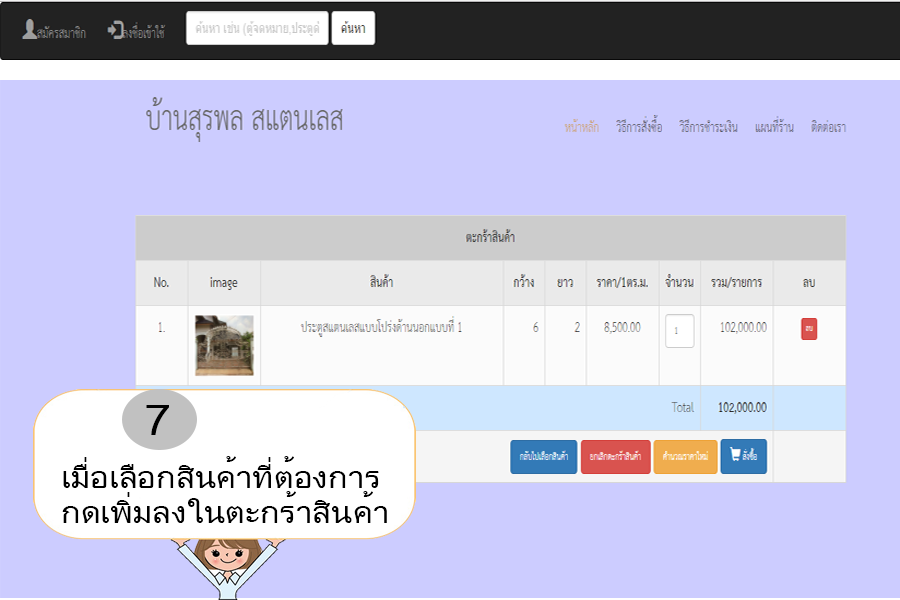 สมัครสมาชิก ลงชื่อเข้าใช้ ค้นหา เช่น (ตู้จดหมาย,ประตูดั ค้นหา
บ้านสุรพล สแตนเลส
หน้าหลัก วิธีการสั่งซื้อ วิธีการชำระเงิน แผนที่ร้าน ติดต่อเรา
ตะกร้าสินค้า
No. image สินค้า กว้าง ยาว ราคา/1ตร.ม. จำนวน รวม/รายการ ลบ
1. ประตูสแตนเลสแบบโปร่งด้านนอกแบบที่ 1 6 2 8,500.00 1 102,000.00 ลบ
Total 102,000.00
กลับไปเลือกสินค้า ยกเลิกตะกร้าสินค้า คำนวณราคาใหม่ สั่งซื้อ
7
เมื่อเลือกสินค้าที่ต้องการ
กดเพิ่มลงในตะกร้าสินค้า